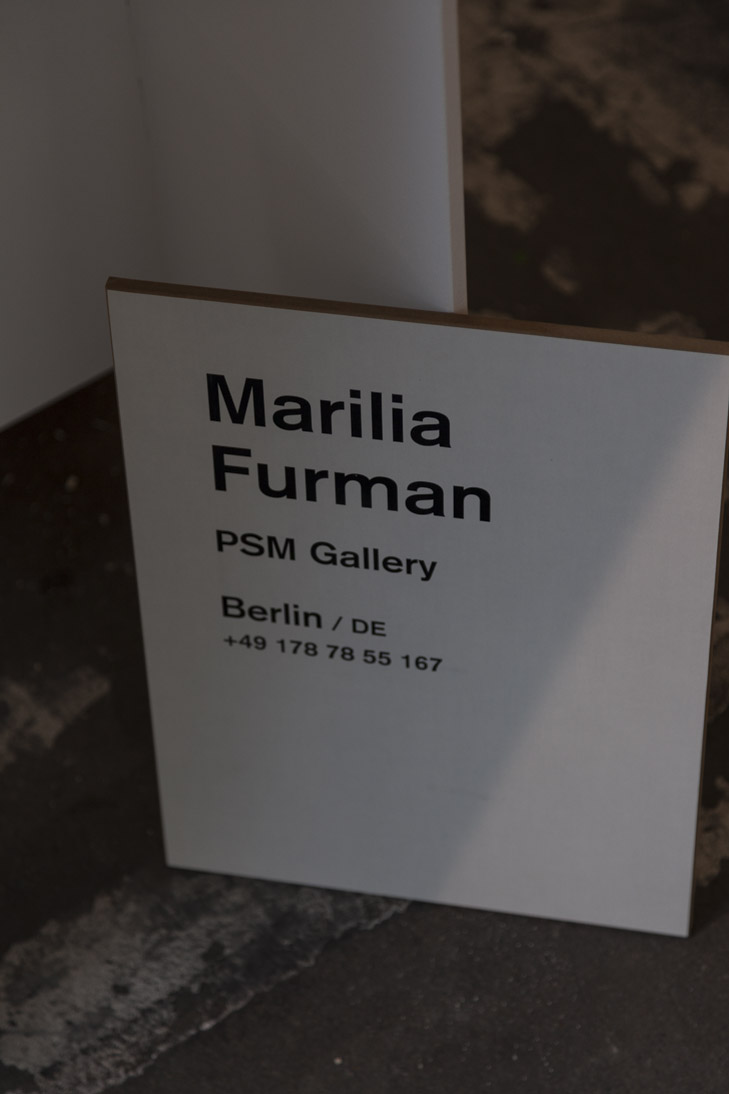 Marilia
Furman
PSM Gallery
Berlin / DE
+49 178 78 55 167